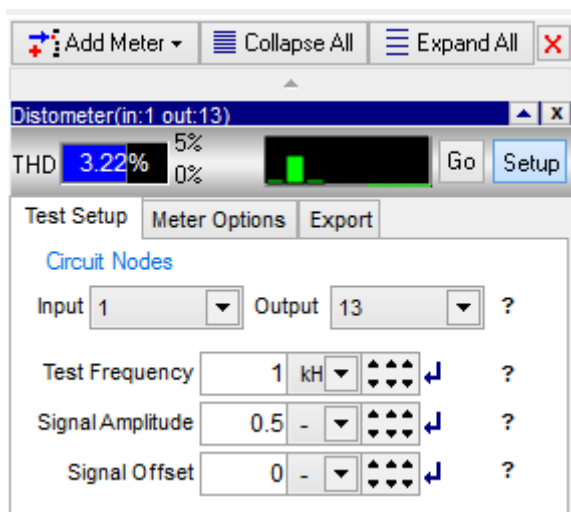 Add Meter Collapse All Expand All X
Distometer(in:1 out:13) X
THD 3.22% 5% 0% Go Setup
Test Setup Meter Options Export
Circuit Nodes
Input 1 Output 13 ?
Test Frequency 1 kH ?
Signal Amplitude 0.5 - ?
Signal Offset 0 - ?